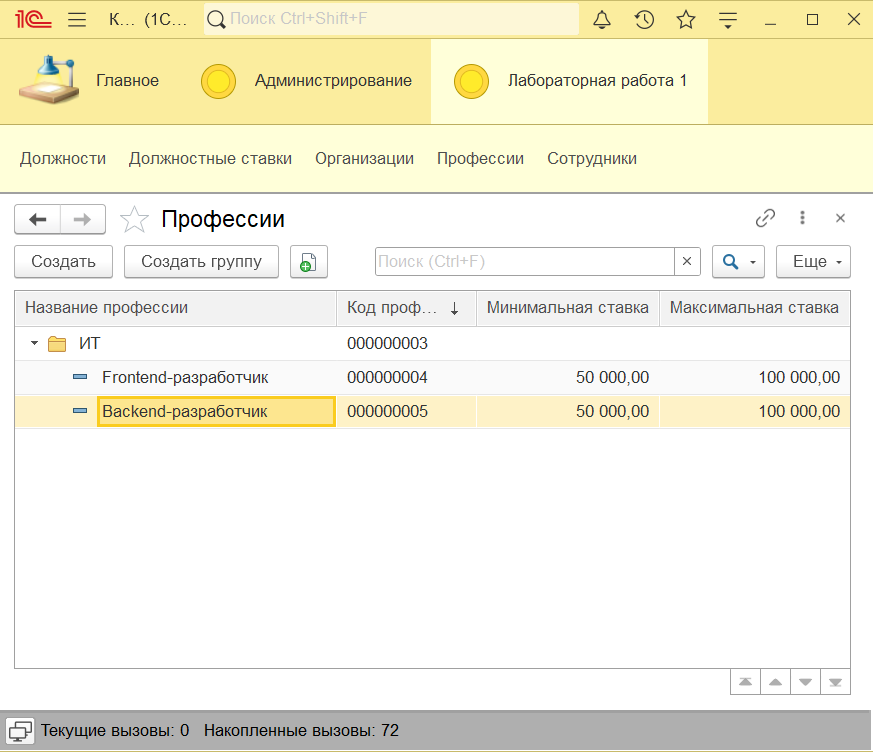 1С К... (1С... Поиск Ctrl+Shift+F
Главное Администрирование Лабораторная работа 1
Должности Должностные ставки Организации Профессии Сотрудники
Профессии
Создать Создать группу Поиск (Ctrl+F) × Еще
Название профессии Код проф... ↓ Минимальная ставка Максимальная ставка
ИТ 000000003
Frontend-разработчик 000000004 50 000,00 100 000,00
Backend-разработчик 000000005 50 000,00 100 000,00
Текущие вызовы: 0 Накопленные вызовы: 72